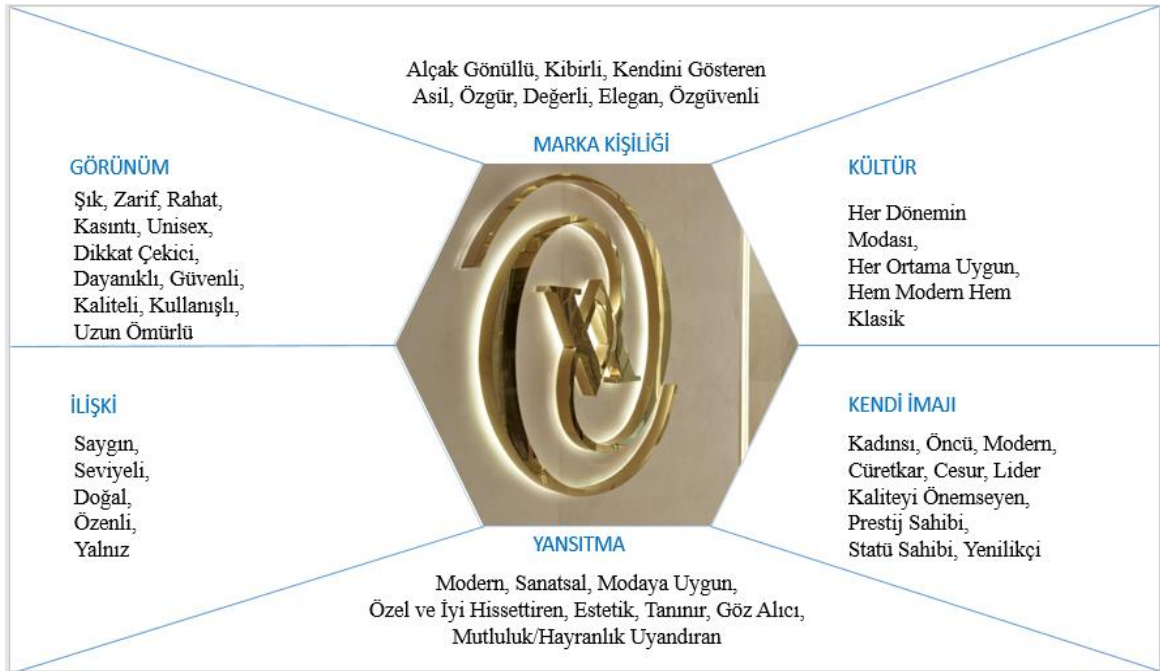 Alçak Gönüllü, Kibirli, Kendini Gösteren
Asil, Özgür, Değerli, Elegan, Özgüvenli
MARKA KİŞİLİĞİ
GÖRÜNÜM
Şık, Zarif, Rahat,
Kasıntı, Unisex,
Dikkat Çekici,
Dayanıklı, Güvenli,
Kaliteli, Kullanışlı,
Uzun Ömürlü
KÜLTÜR
Her Dönemin
Modası,
Her Ortama Uygun,
Hem Modern Hem
Klasik
İLİŞKİ
Saygın,
Seviyeli,
Doğal,
Özenli,
Yalnız
KENDİ İMAJI
Kadınsı, Öncü, Modern,
Cüretkar, Cesur, Lider
Kaliteyi Önemseyen,
Prestij Sahibi,
Statü Sahibi, Yenilikçi
YANSITMA
Modern, Sanatsal, Modaya Uygun,
Özel ve İyi Hissettiren, Estetik, Tanınır, Göz Alıcı,
Mutluluk/Hayranlık Uyandıran